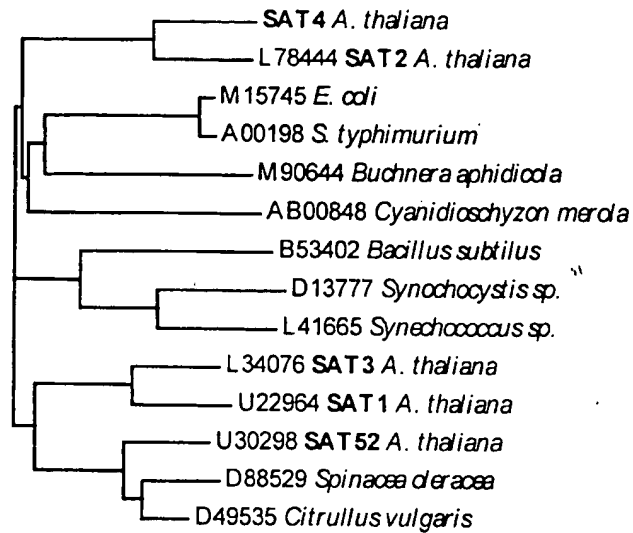 SAT4 A. thaliana
L78444 SAT2 A. thaliana
M15745 E. coli
A00198 S. typhimurium
M90644 Buchnera aphidicola
AB00848 Cyanidioschyzon merola
B53402 Bacillus subtilus
D13777 Synochocystis sp.
L41665 Synechococcus sp.
L34076 SAT3 A. thaliana
U22964 SAT1 A. thaliana
U30298 SAT52 A. thaliana
D88529 Spinacea oleracea
D49535 Citrullus vulgaris